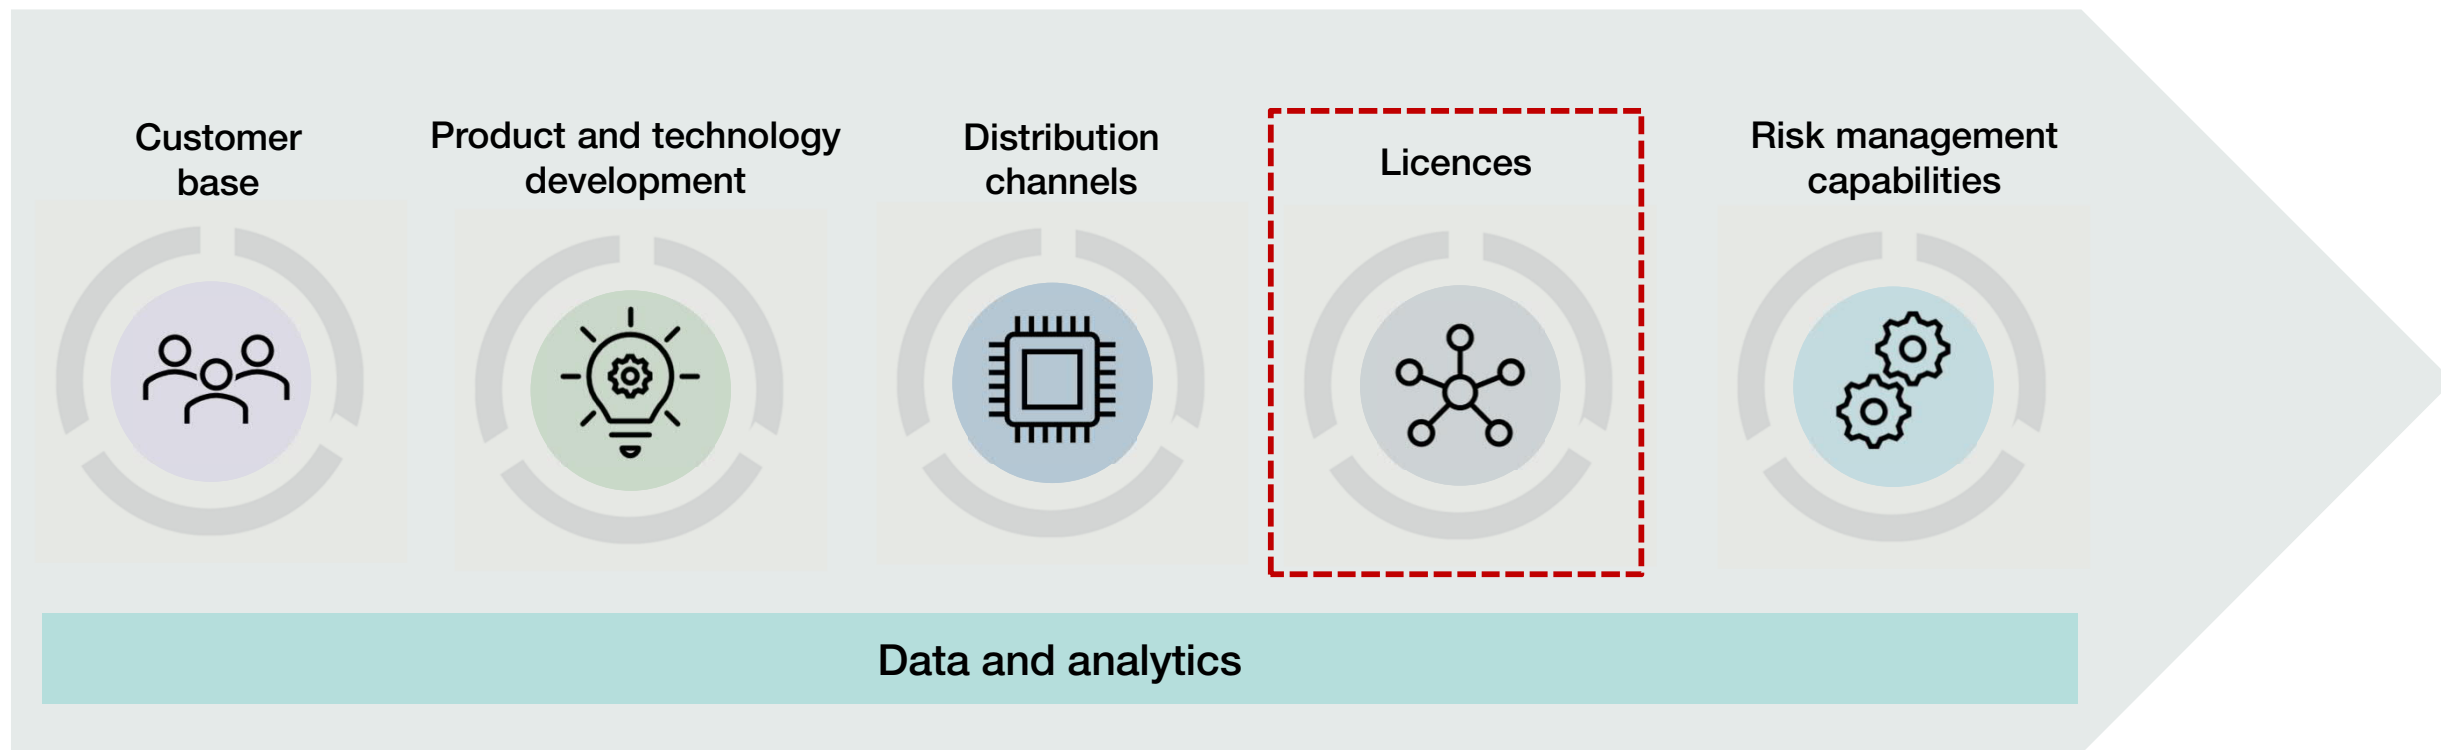 Customer
base
Product and technology
development
Distribution
channels
Licences
Risk management
capabilities
Data and analytics